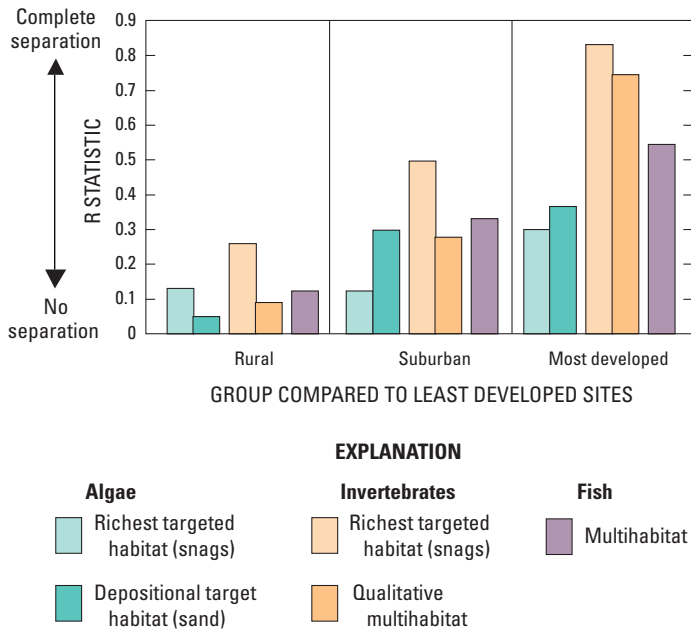 Complete
separation
No
separation
R STATISTIC
0.9
0.8
0.7
0.6
0.5
0.4
0.3
0.2
0.1
0
Rural
Suburban
Most developed
GROUP COMPARED TO LEAST DEVELOPED SITES
EXPLANATION
Algae
Richest targeted
habitat (snags)
Depositional target
habitat (sand)
Invertebrates
Richest targeted
habitat (snags)
Qualitative
multihabitat
Fish
Multihabitat